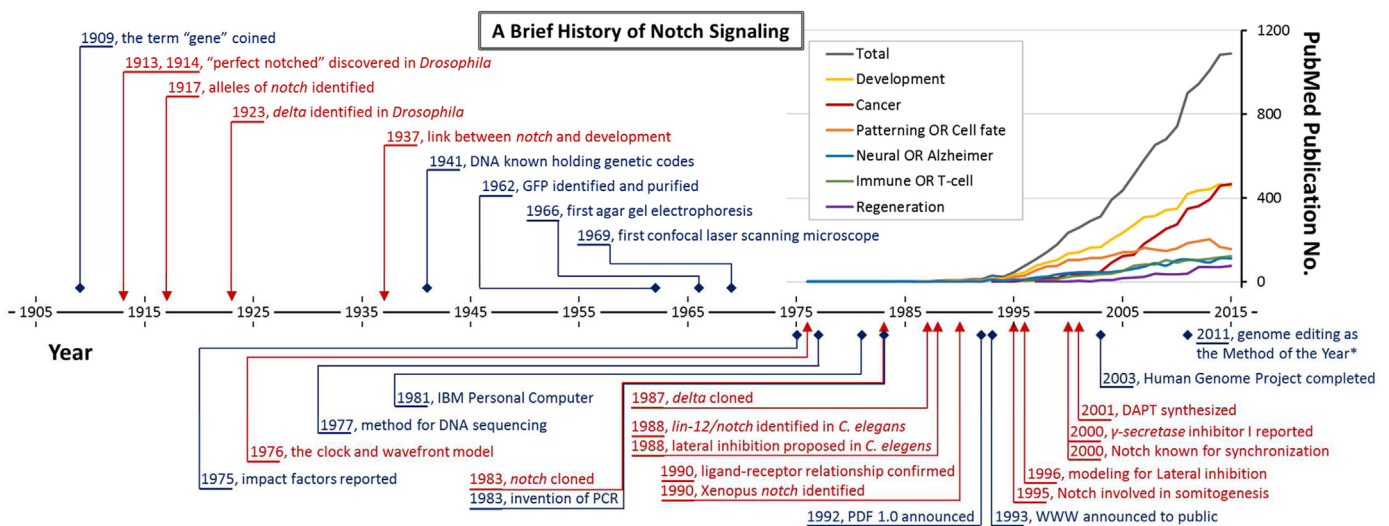 A Brief History of Notch Signaling
1909, the term “gene” coined
1913, 1914, “perfect notched” discovered in Drosophila
1917, alleles of notch identified
1923, delta identified in Drosophila
1937, link between notch and development
1941, DNA known holding genetic codes
1962, GFP identified and purified
1966, first agar gel electrophoresis
1969, first confocal laser scanning microscope
Total
Development
Cancer
Patterning OR Cell fate
Neural OR Alzheimer
Immune OR T-cell
Regeneration
1200
800
400
0
PubMed Publication No.
1905 1915 1925 1935 1945 1955 1965 1975 1985 1995 2005 2015
Year
2011, genome editing as
the Method of the Year*
2003, Human Genome Project completed
1981, IBM Personal Computer
1987, delta cloned
2001, DAPT synthesized
1977, method for DNA sequencing
1988, lin-12/notch identified in C. elegans
2000, γ-secretase inhibitor I reported
1976, the clock and wavefront model
1988, lateral inhibition proposed in C. elegens
2000, Notch known for synchronization
1975, impact factors reported
1990, ligand-receptor relationship confirmed
1996, modeling for Lateral inhibition
1983, notch cloned
1990, Xenopus notch identified
1995, Notch involved in somitogenesis
1983, invention of PCR
1992, PDF 1.0 announced
1993, WWW announced to public